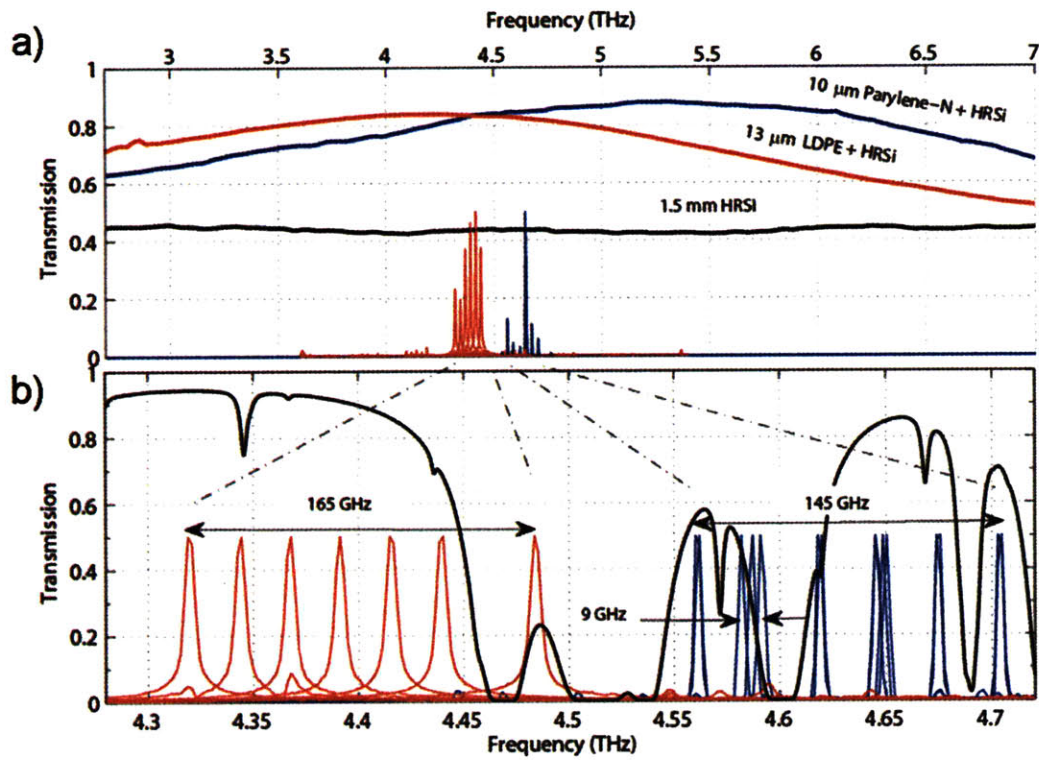 Frequency (THz)
a)
3 3.5 4 4.5 5 5.5 6 6.5 7
1
0.8
0.6
0.4
0.2
0
Transmission
10 μm Parylene-N + HRSi
13 μm LDPE + HRSi
1.5 mm HRSi
b)
1
0.8
0.6
0.4
0.2
0
Transmission
165 GHz
145 GHz
9 GHz
4.3 4.35 4.4 4.45 4.5 4.55 4.6 4.65 4.7
Frequency (THz)